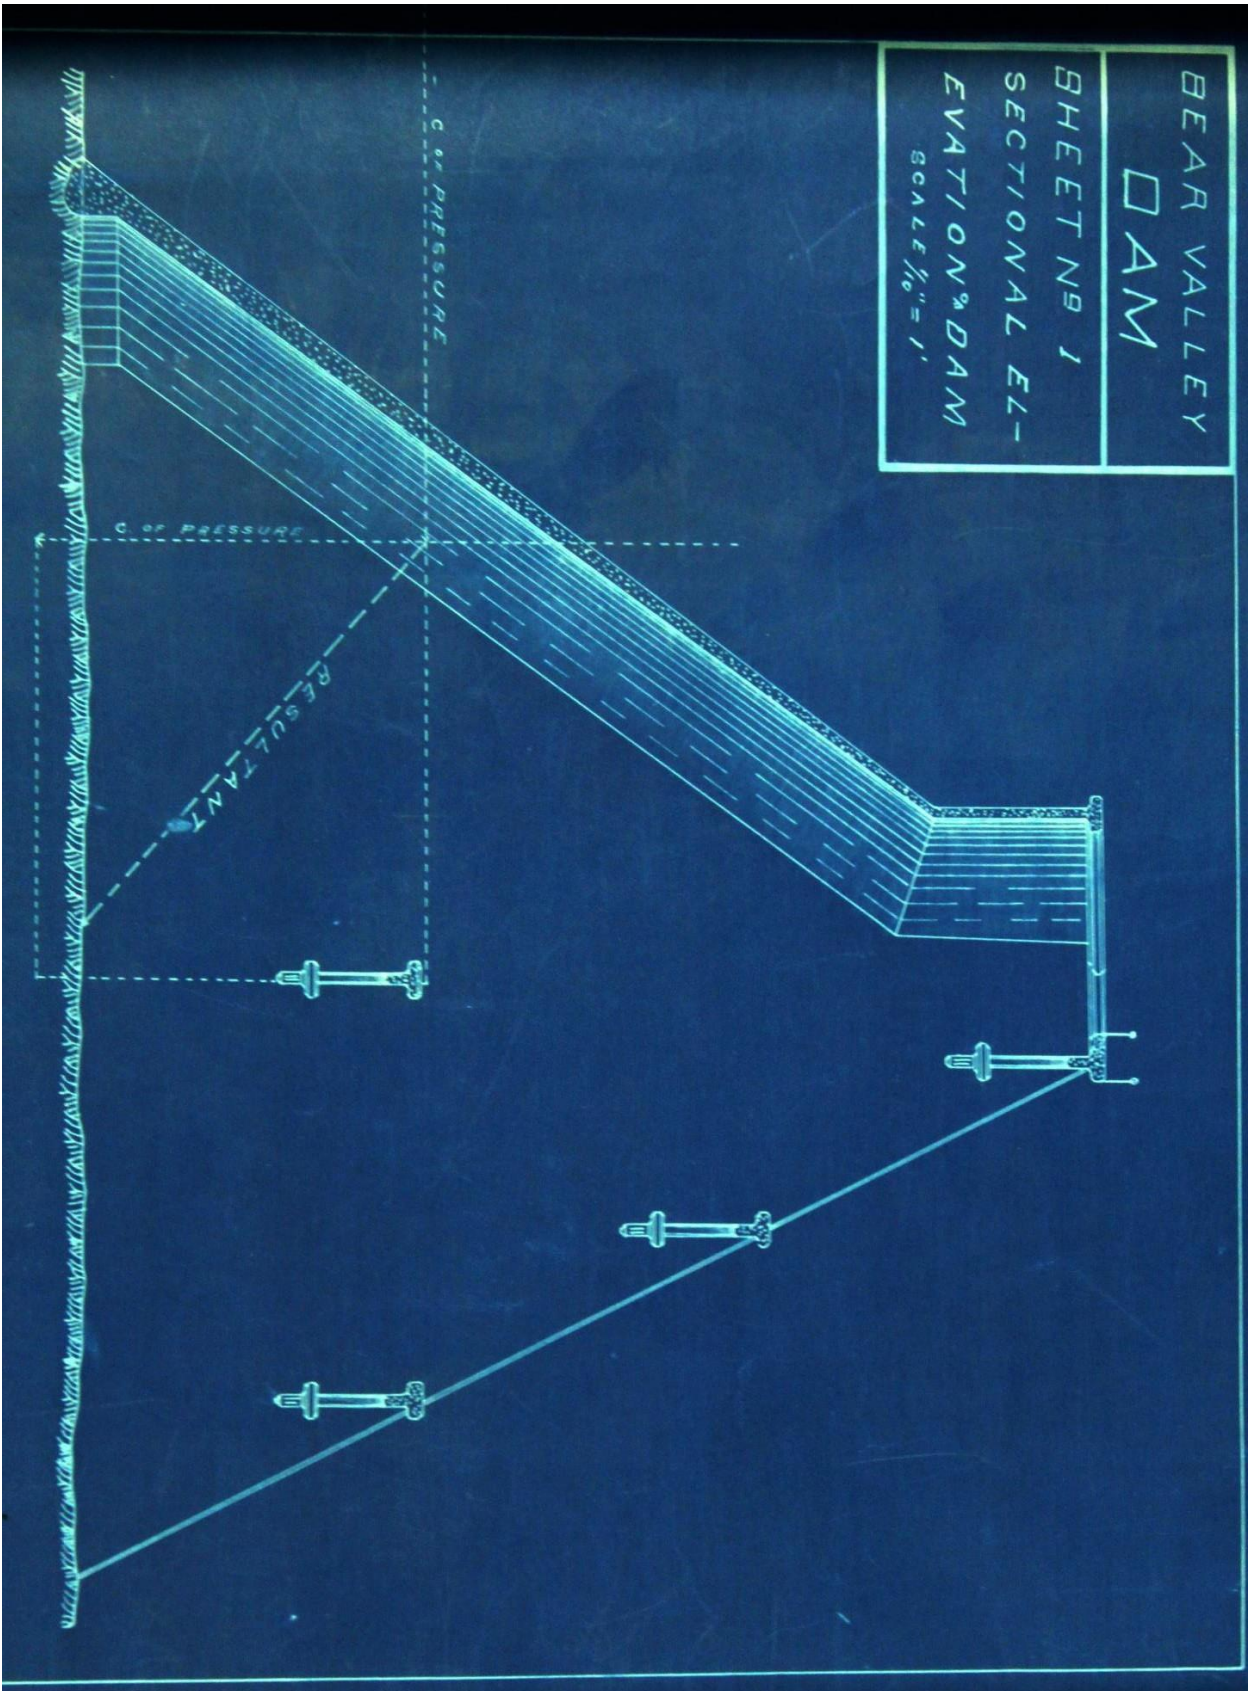 BEAR VALLEY
DAM
SHEET Nº 1
SECTIONAL EL-
EVATION OF DAM
SCALE 1/10" = 1'
C. OF PRESSURE
C. OF PRESSURE
RESULTANT